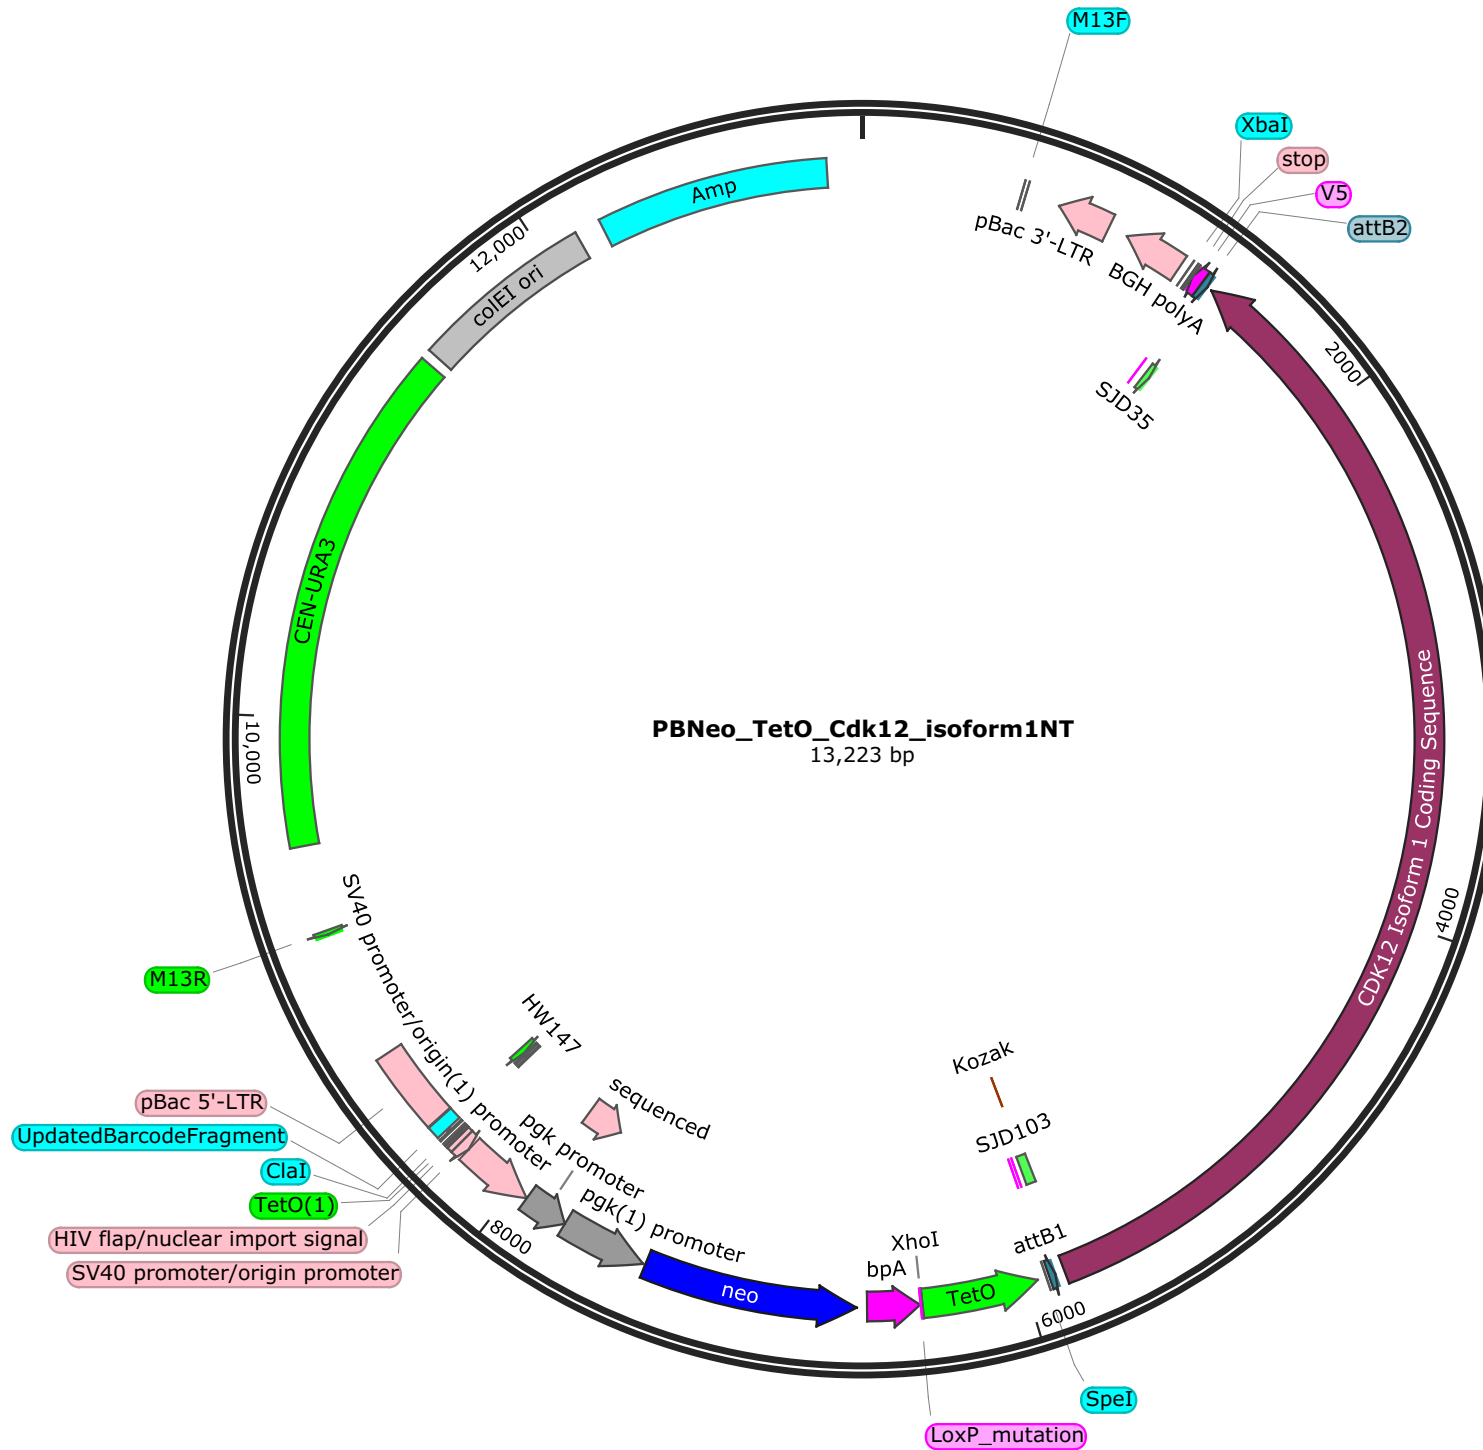 M13F
XbaI
stop
V5
attB2
Amp
pBac 3'-LTR
BGH polyA
12,000
colEI ori
2000
SJD35
CEN-URA3
CDK12 Isoform 1 Coding Sequence
PBNeo_TetO_Cdk12_isoform1NT
13,223 bp
10,000
4000
SV40 promoter/origin(1) promoter
M13R
HW147
Kozak
sequenced
pBac 5'-LTR
UpdatedBarcodeFragment
ClaI
TetO(1)
HIV flap/nuclear import signal
SV40 promoter/origin promoter
pgk promoter
pgk(1) promoter
SJD103
8000
neo
bpA
XhoI
TetO
attB1
6000
SpeI
LoxP_mutation